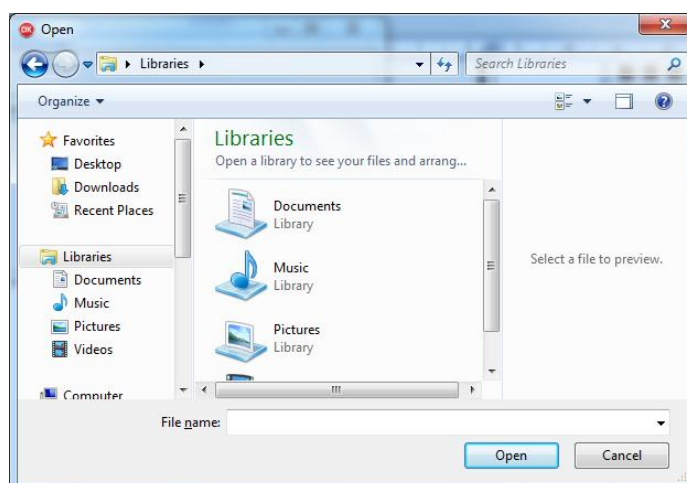 DX Open
Libraries
Search Libraries
Organize
Favorites
Desktop
Downloads
Recent Places
Libraries
Documents
Music
Pictures
Videos
Computer
Libraries
Open a library to see your files and arrang...
Documents
Library
Music
Library
Pictures
Library
Select a file to preview.
File name:
Open
Cancel